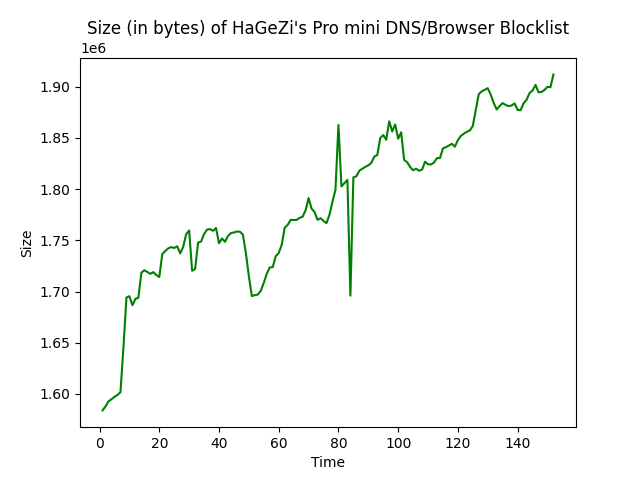 Size (in bytes) of HaGeZi's Pro mini DNS/Browser Blocklist
1e6
1.90
1.85
1.80
1.75
1.70
1.65
1.60
Size
0 20 40 60 80 100 120 140
Time